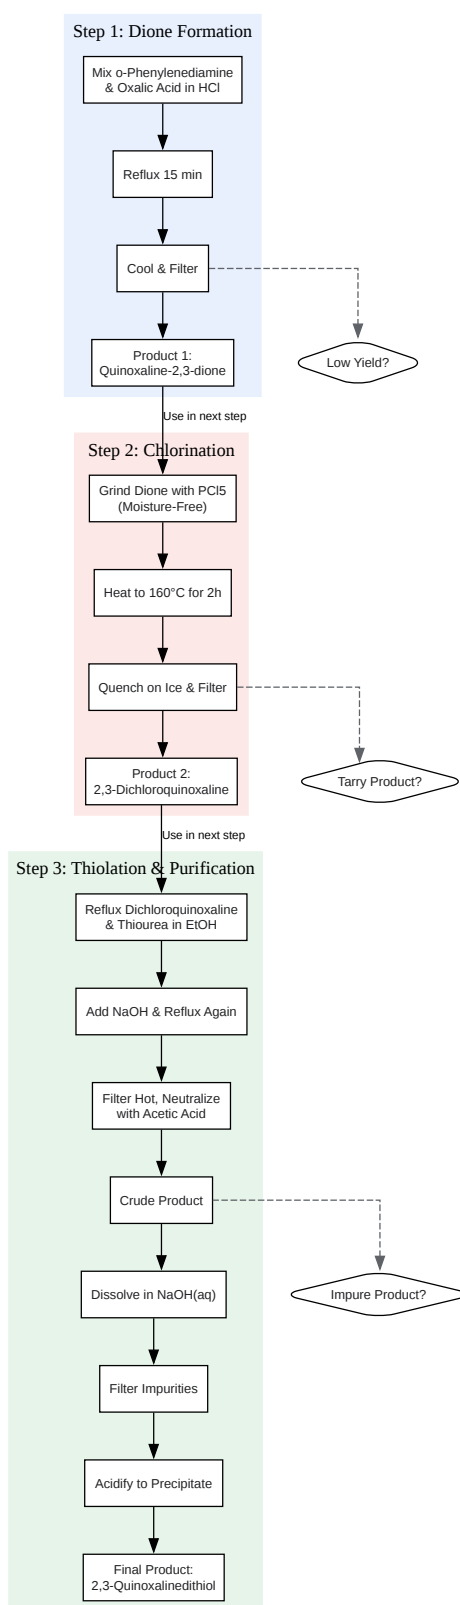 Step 1: Dione Formation
Mix o-Phenylenediamine
& Oxalic Acid in HCl
Reflux 15 min
Cool & Filter
Product 1:
Quinoxaline-2,3-dione
Low Yield?
Use in next step
Step 2: Chlorination
Grind Dione with PCl5
(Moisture-Free)
Heat to 160°C for 2h
Quench on Ice & Filter
Product 2:
2,3-Dichloroquinoxaline
Tarry Product?
Use in next step
Step 3: Thiolation & Purification
Reflux Dichloroquinoxaline
& Thiourea in EtOH
Add NaOH & Reflux Again
Filter Hot, Neutralize
with Acetic Acid
Crude Product
Dissolve in NaOH(aq)
Impure Product?
Filter Impurities
Acidify to Precipitate
Final Product:
2,3-Quinoxalinedithiol